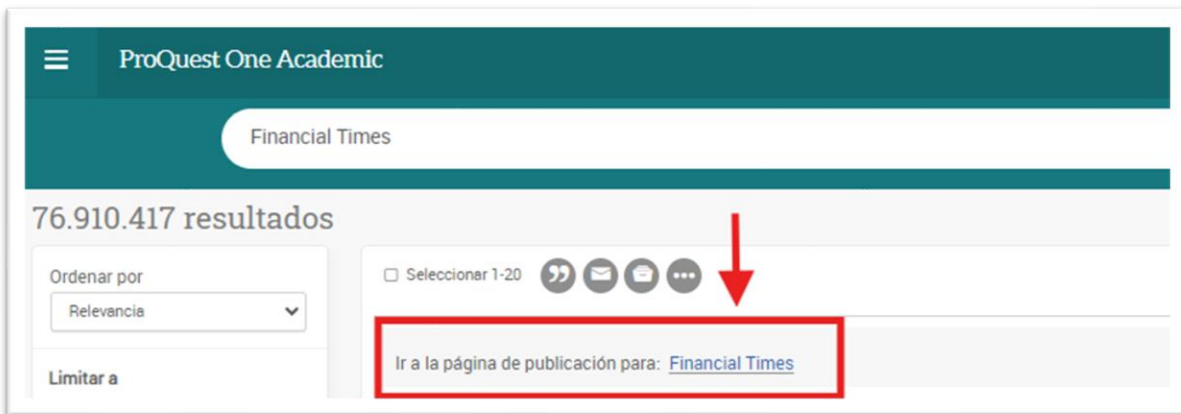 ProQuest One Academic
Financial Times
76.910.417 resultados
Ordenar por
Relevancia
Limitar a
Seleccionar 1-20
Ir a la página de publicación para: Financial Times